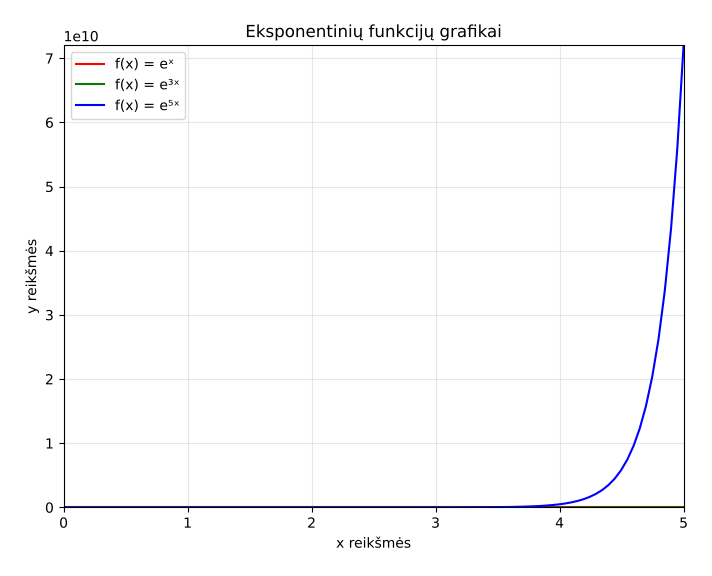 Eksponentinių funkcijų grafikai
1e10
f(x) = eˣ
f(x) = e³ˣ
f(x) = e⁵ˣ
7
6
5
4
3
2
1
0
y reikšmės
0 1 2 3 4 5
x reikšmės